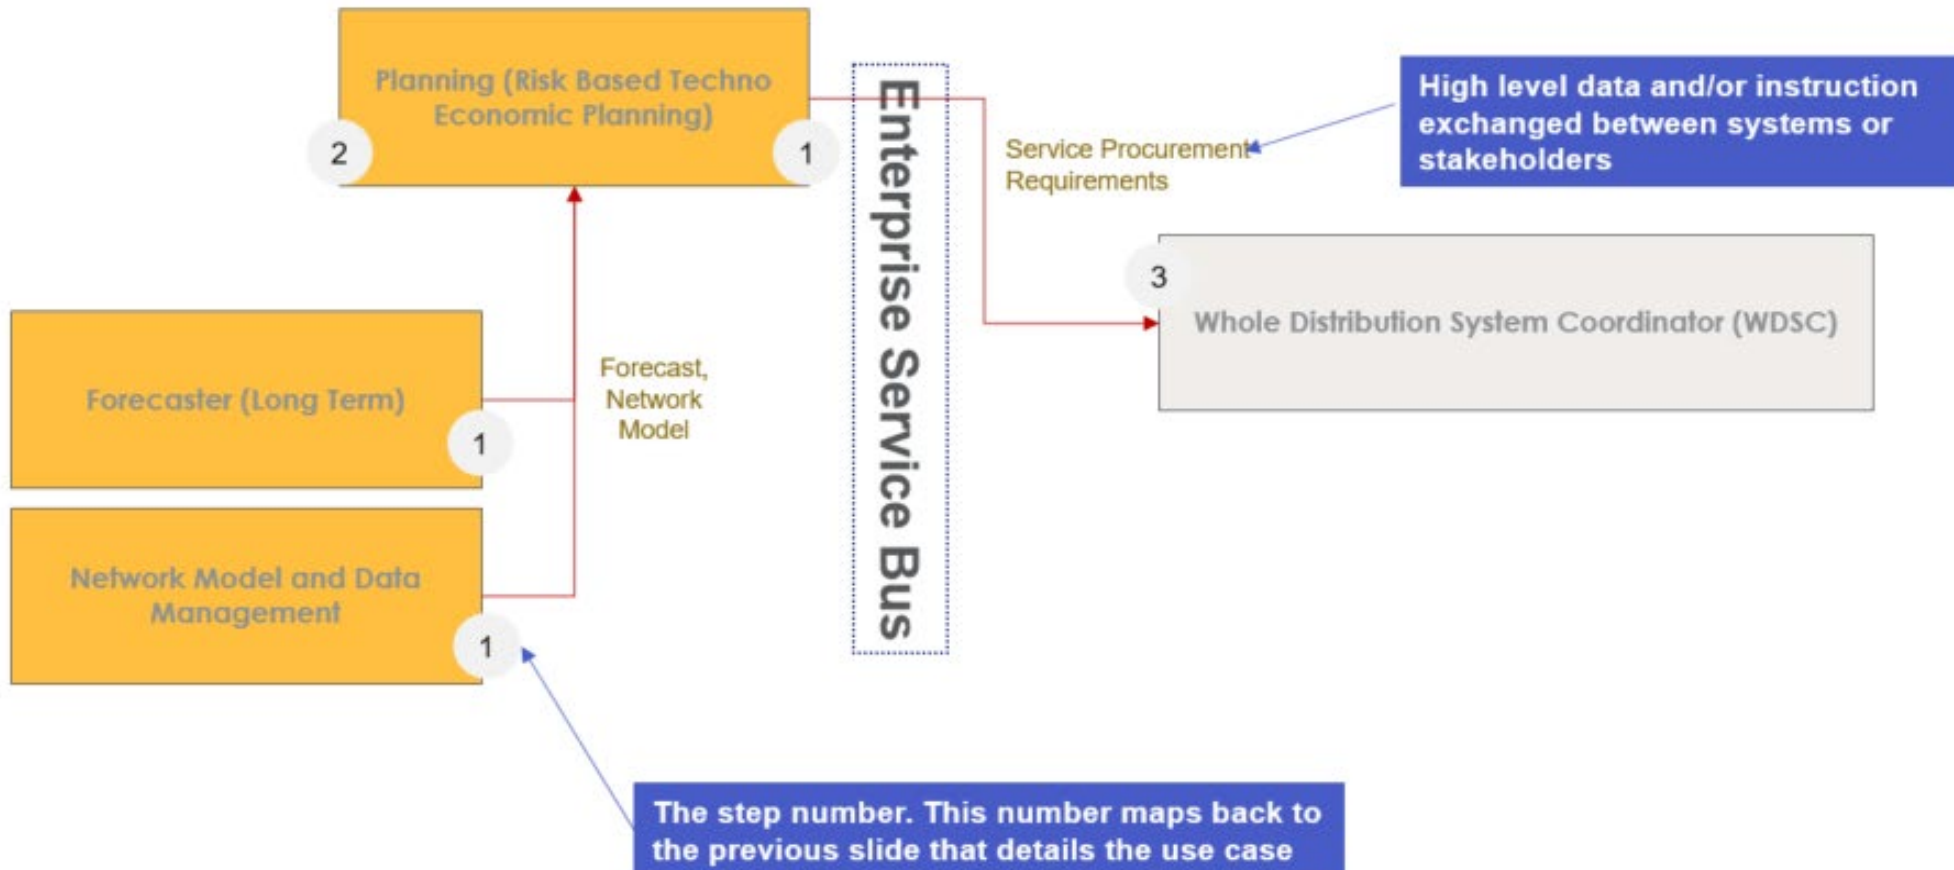 Planning (Risk Based Techno
Economic Planning)
2
1
Enterprise Service Bus
High level data and/or instruction
exchanged between systems or
stakeholders
Service Procurement
Requirements
3
Whole Distribution System Coordinator (WDSC)
Forecaster (Long Term)
1
Forecast,
Network
Model
Network Model and Data
Management
1
The step number. This number maps back to
the previous slide that details the use case